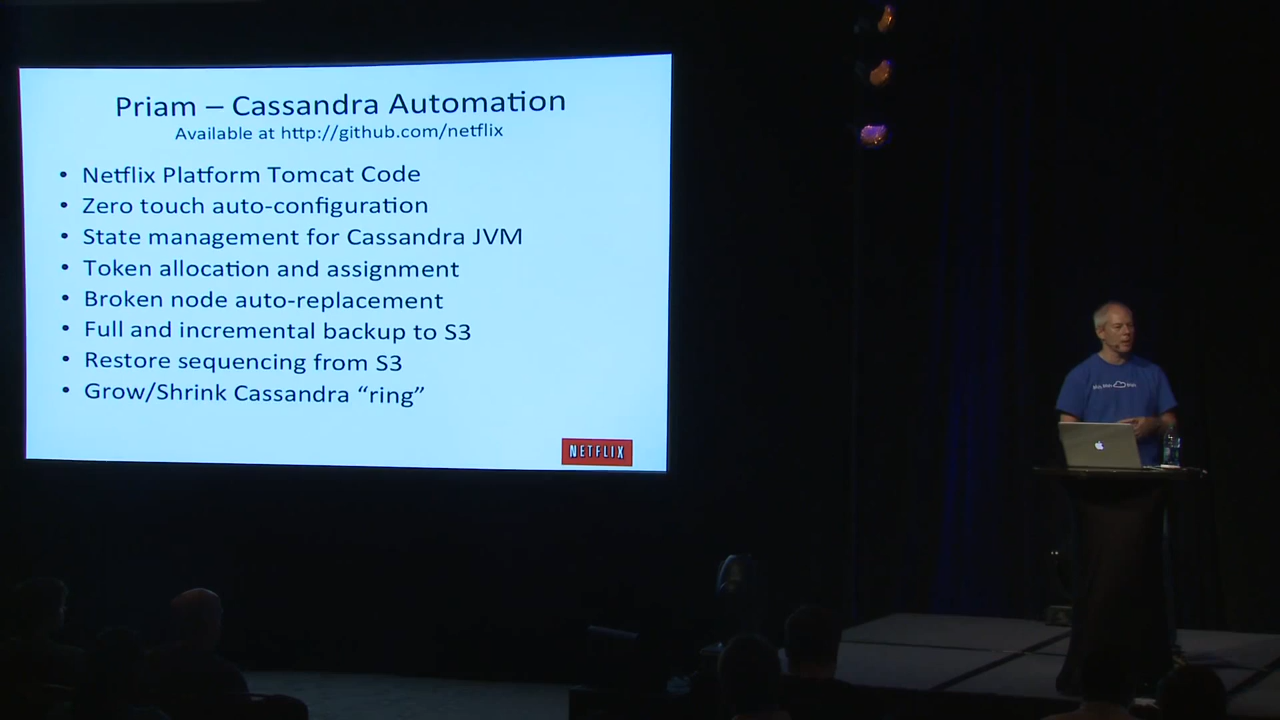 Priam – Cassandra Automation
Available at http://github.com/netflix
• Netflix Platform Tomcat Code
• Zero touch auto-configuration
• State management for Cassandra JVM
• Token allocation and assignment
• Broken node auto-replacement
• Full and incremental backup to S3
• Restore sequencing from S3
• Grow/Shrink Cassandra “ring”
NETFLIX